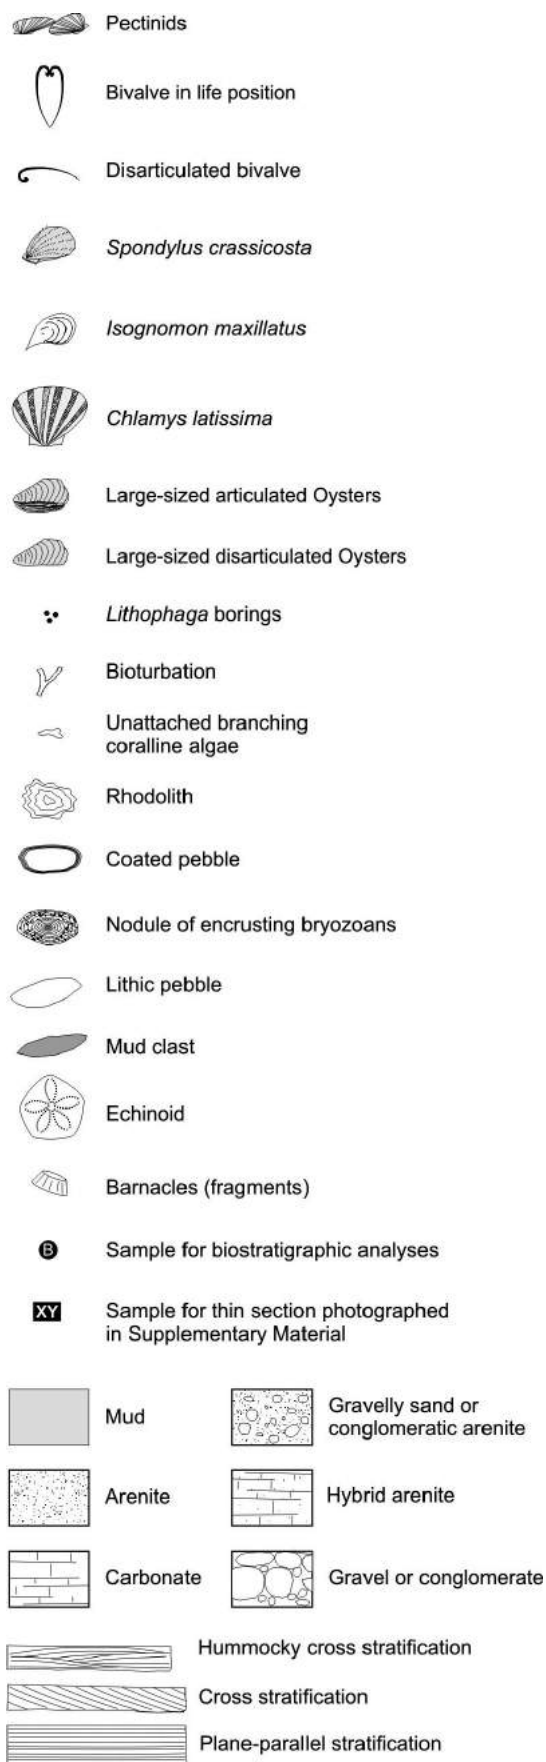 Pectinids
Bivalve in life position
Disarticulated bivalve
Spondylus crassicosta
Isognomon maxillatus
Chlamys latissima
Large-sized articulated Oysters
Large-sized disarticulated Oysters
Lithophaga borings
Bioturbation
Unattached branching
coralline algae
Rhodolith
Coated pebble
Nodule of encrusting bryozoans
Lithic pebble
Mud clast
Echinoid
Barnacles (fragments)
B Sample for biostratigraphic analyses
XY Sample for thin section photographed
in Supplementary Material
Mud
Gravelly sand or
conglomeratic arenite
Arenite
Hybrid arenite
Carbonate
Gravel or conglomerate
Hummocky cross stratification
Cross stratification
Plane-parallel stratification